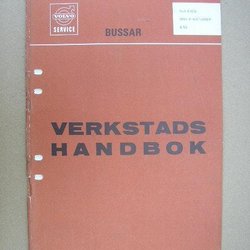 VOLVO
SERVICE
BUSSAR
VERKSTADS
HANDBOK